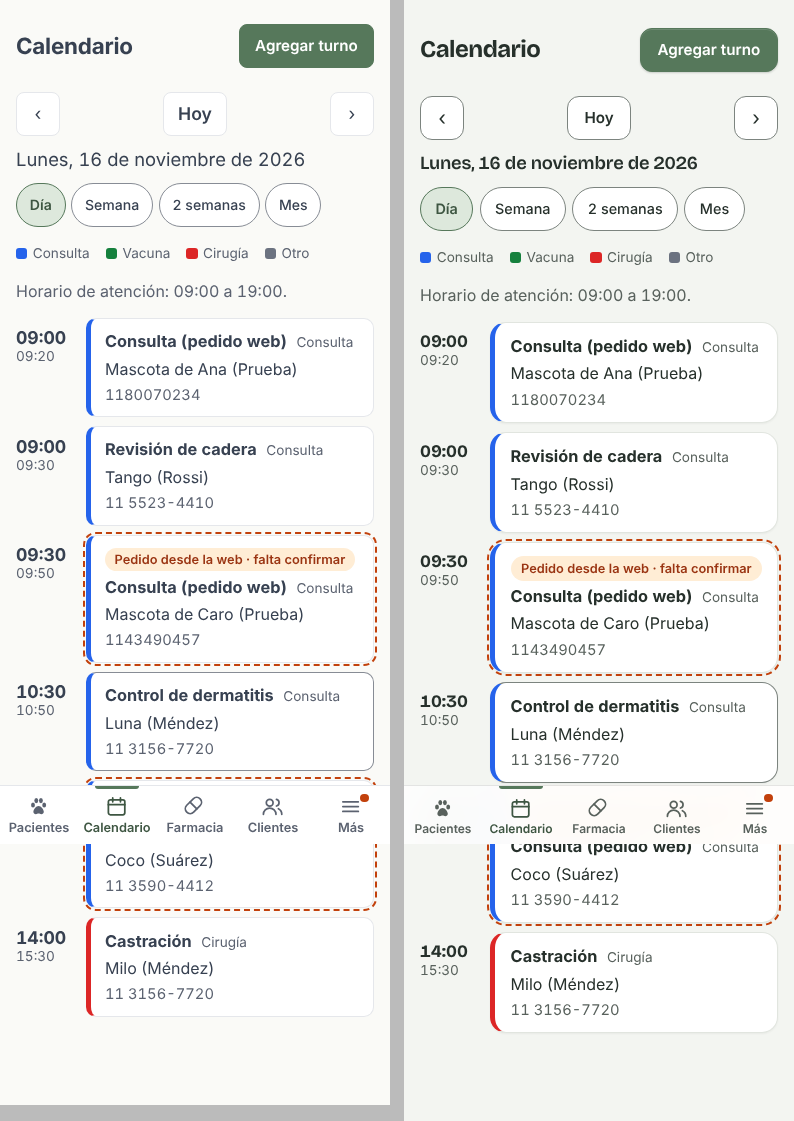 Calendario
Agregar turno
‹
Hoy
›
Lunes, 16 de noviembre de 2026
Día
Semana
2 semanas
Mes
Consulta
Vacuna
Cirugía
Otro
Horario de atención: 09:00 a 19:00.
09:00
09:20
Consulta (pedido web) Consulta
Mascota de Ana (Prueba)
1180070234
09:00
09:30
Revisión de cadera Consulta
Tango (Rossi)
11 5523-4410
09:30
09:50
Pedido desde la web · falta confirmar
Consulta (pedido web) Consulta
Mascota de Caro (Prueba)
1143490457
10:30
10:50
Control de dermatitis Consulta
Luna (Méndez)
11 3156-7720
Pacientes
Calendario
Farmacia
Clientes
Más
Coco (Suárez)
11 3590-4412
14:00
15:30
Castración Cirugía
Milo (Méndez)
11 3156-7720
Calendario
Agregar turno
‹
Hoy
›
Lunes, 16 de noviembre de 2026
Día
Semana
2 semanas
Mes
Consulta
Vacuna
Cirugía
Otro
Horario de atención: 09:00 a 19:00.
09:00
09:20
Consulta (pedido web) Consulta
Mascota de Ana (Prueba)
1180070234
09:00
09:30
Revisión de cadera Consulta
Tango (Rossi)
11 5523-4410
09:30
09:50
Pedido desde la web · falta confirmar
Consulta (pedido web) Consulta
Mascota de Caro (Prueba)
1143490457
10:30
10:50
Control de dermatitis Consulta
Luna (Méndez)
11 3156-7720
Pacientes
Calendario
Farmacia
Clientes
Más
Consulta (pedido web) Consulta
Coco (Suárez)
11 3590-4412
14:00
15:30
Castración Cirugía
Milo (Méndez)
11 3156-7720